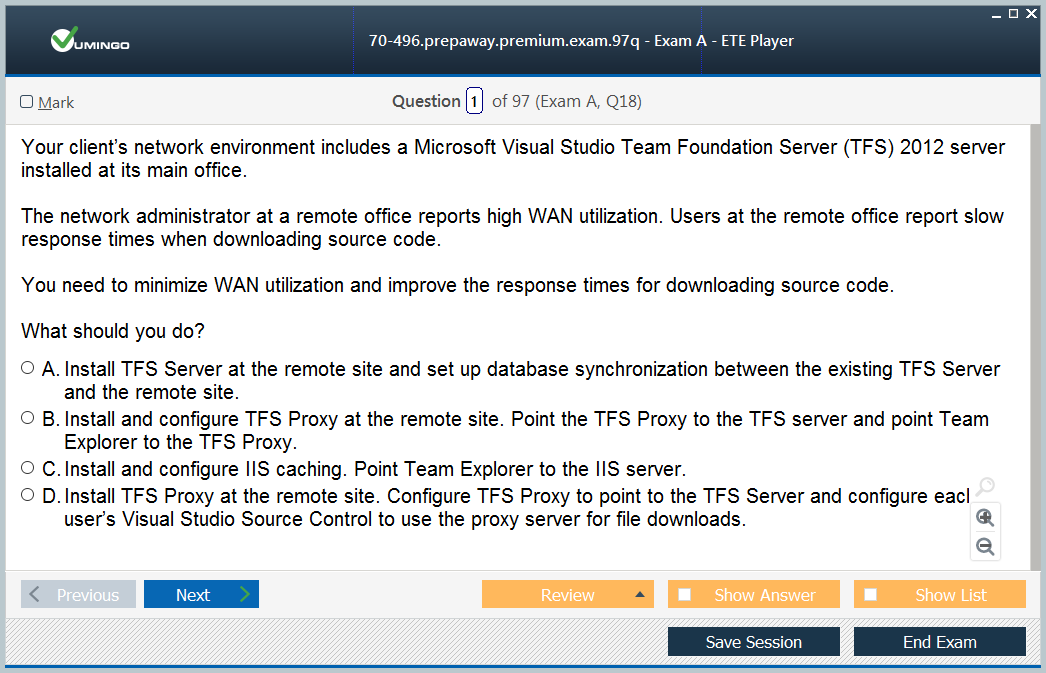 VUMINGO
70-496.prepaway.premium.exam.97q - Exam A - ETE Player
Mark
Question 1 of 97 (Exam A, Q18)
Your client's network environment includes a Microsoft Visual Studio Team Foundation Server (TFS) 2012 server
installed at its main office.
The network administrator at a remote office reports high WAN utilization. Users at the remote office report slow
response times when downloading source code.
You need to minimize WAN utilization and improve the response times for downloading source code.
What should you do?
A. Install TFS Server at the remote site and set up database synchronization between the existing TFS Server
and the remote site.
B. Install and configure TFS Proxy at the remote site. Point the TFS Proxy to the TFS server and point Team
Explorer to the TFS Proxy.
C. Install and configure IIS caching. Point Team Explorer to the IIS server.
D. Install TFS Proxy at the remote site. Configure TFS Proxy to point to the TFS Server and configure eac
user's Visual Studio Source Control to use the proxy server for file downloads.
Previous Next Review Show Answer Show List
Save Session End Exam